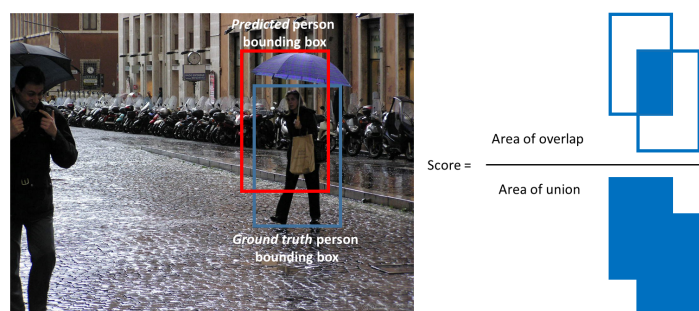 Predicted person
bounding box
Ground truth person
bounding box
Score =
Area of overlap
Area of union